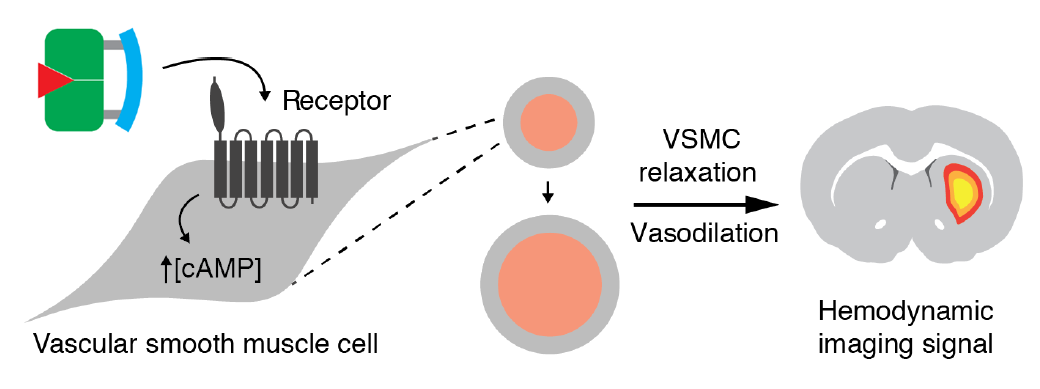 Receptor
↑[cAMP]
Vascular smooth muscle cell
VSMC
relaxation
Vasodilation
Hemodynamic
imaging signal